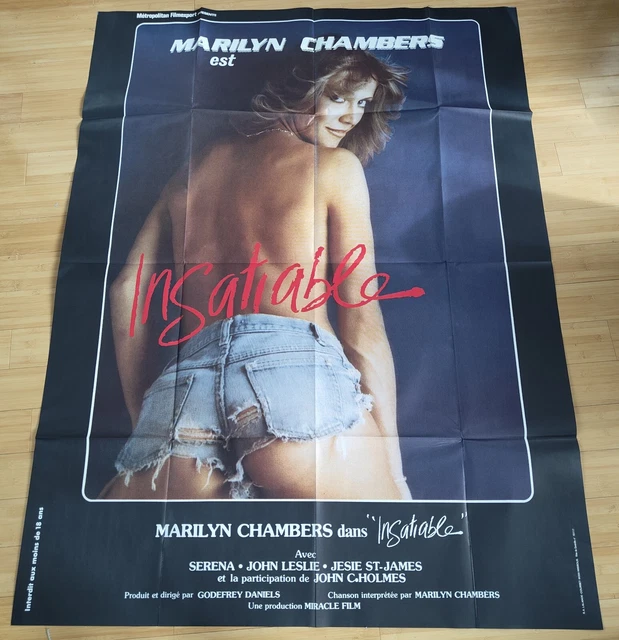 Métropolitan Filmexport présente
MARILYN CHAMBERS
est
Insatiable
MARILYN CHAMBERS dans "Insatiable"
Avec
SERENA • JOHN LESLIE • JESIE ST-JAMES
et la participation de JOHN C. HOLMES
Produit et dirigé par GODEFREY DANIELS
Chanson interprétée par MARILYN CHAMBERS
Une production MIRACLE FILM
Interdit aux moins de 18 ans